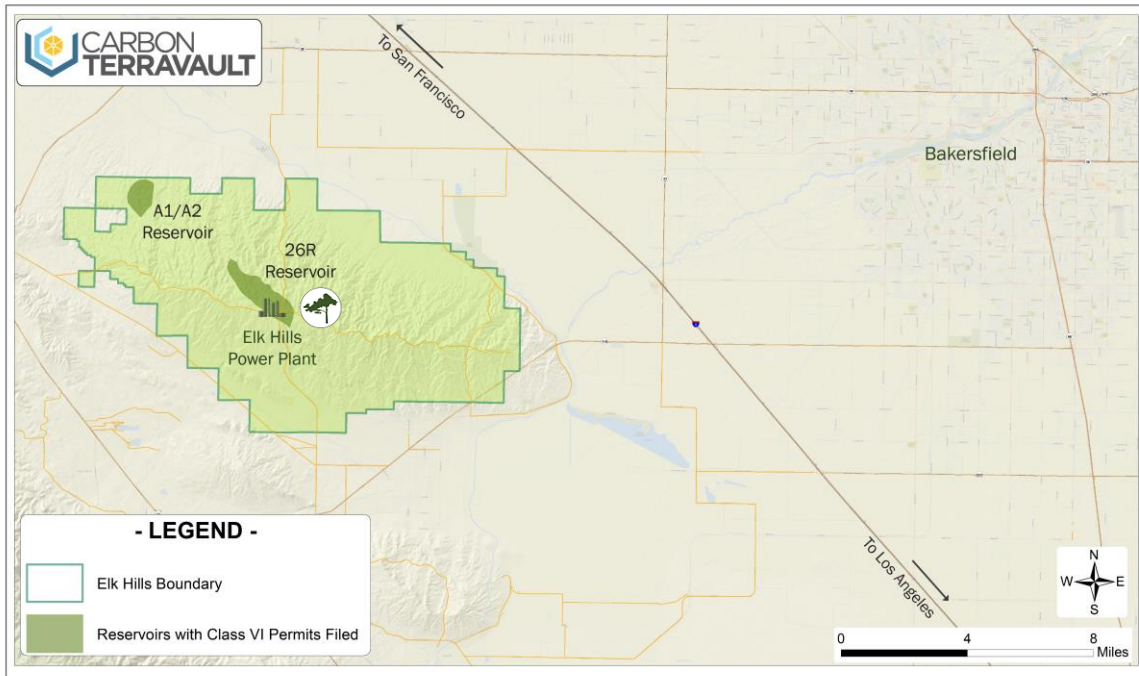 CARBON
TERRAVAULT
To San Francisco
Bakersfield
A1/A2
Reservoir
26R
Reservoir
Elk Hills
Power Plant
To Los Angeles
- LEGEND -
Elk Hills Boundary
Reservoirs with Class VI Permits Filed
N
W
E
S
0
4
8
Miles